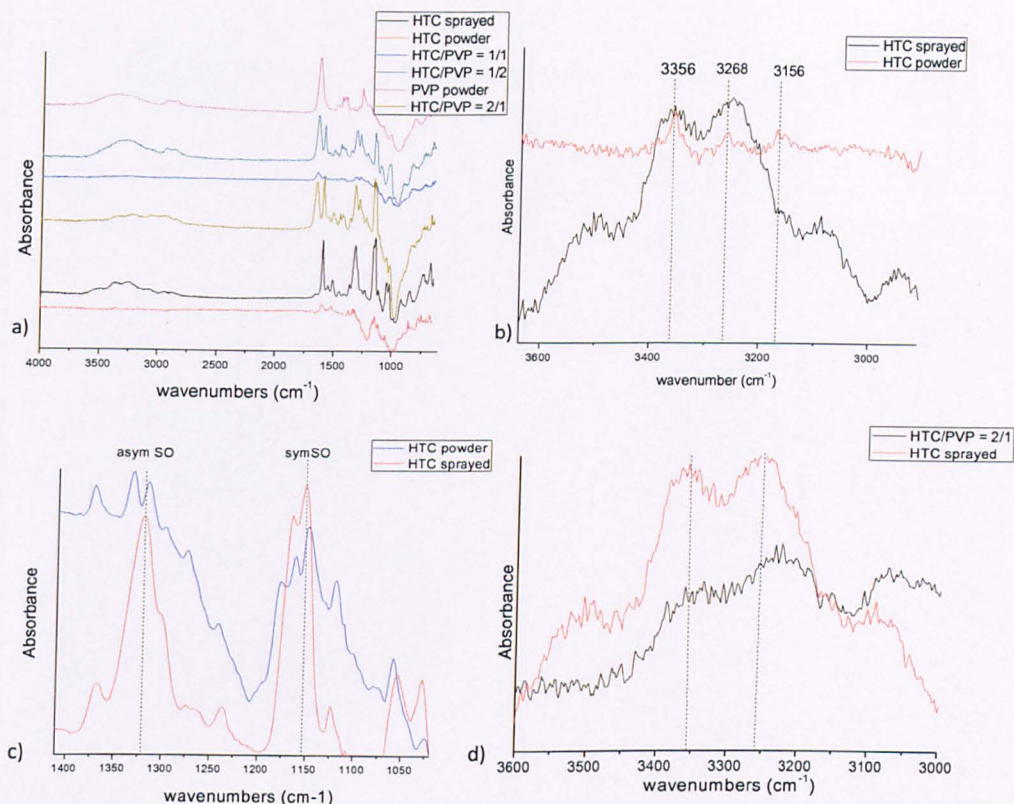 HTC sprayed
HTC powder
HTC/PVP = 1/1
HTC/PVP = 1/2
PVP powder
HTC/PVP = 2/1
Absorbance
a)
4000 3500 3000 2500 2000 1500 1000
wavenumbers (cm-1)
HTC sprayed
HTC powder
3356 3268 3156
Absorbance
b)
3600 3400 3200 3000
wavenumber (cm-1)
HTC powder
HTC sprayed
asym SO symSO
Absorbance
c)
1400 1350 1300 1250 1200 1150 1100 1050
wavenumbers (cm-1)
HTC/PVP = 2/1
HTC sprayed
Absorbance
d)
3600 3500 3400 3300 3200 3100 3000
wavenumbers (cm-1)